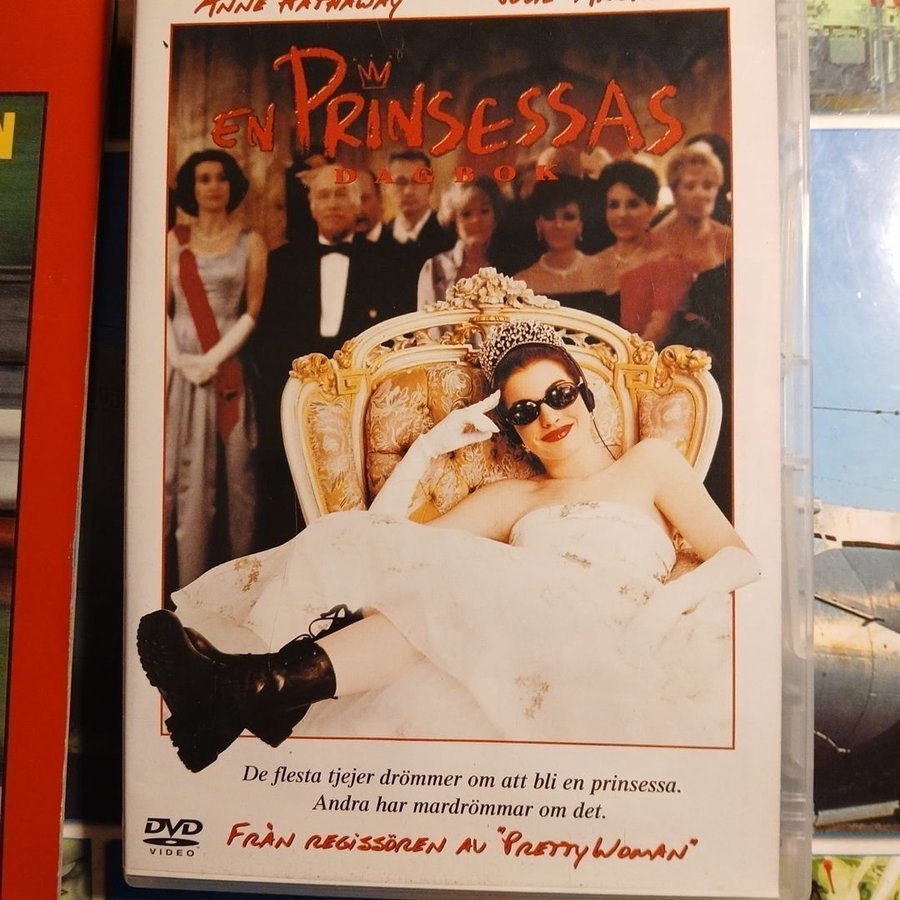 ANNE HATHAWAY
EN PRINSESSAS
DAGBOK
De flesta tjejer drömmer om att bli en prinsessa.
Andra har mardrömmar om det.
DVD
VIDEO
FRÅN REGISSÖREN AV "PRETTY WOMAN"